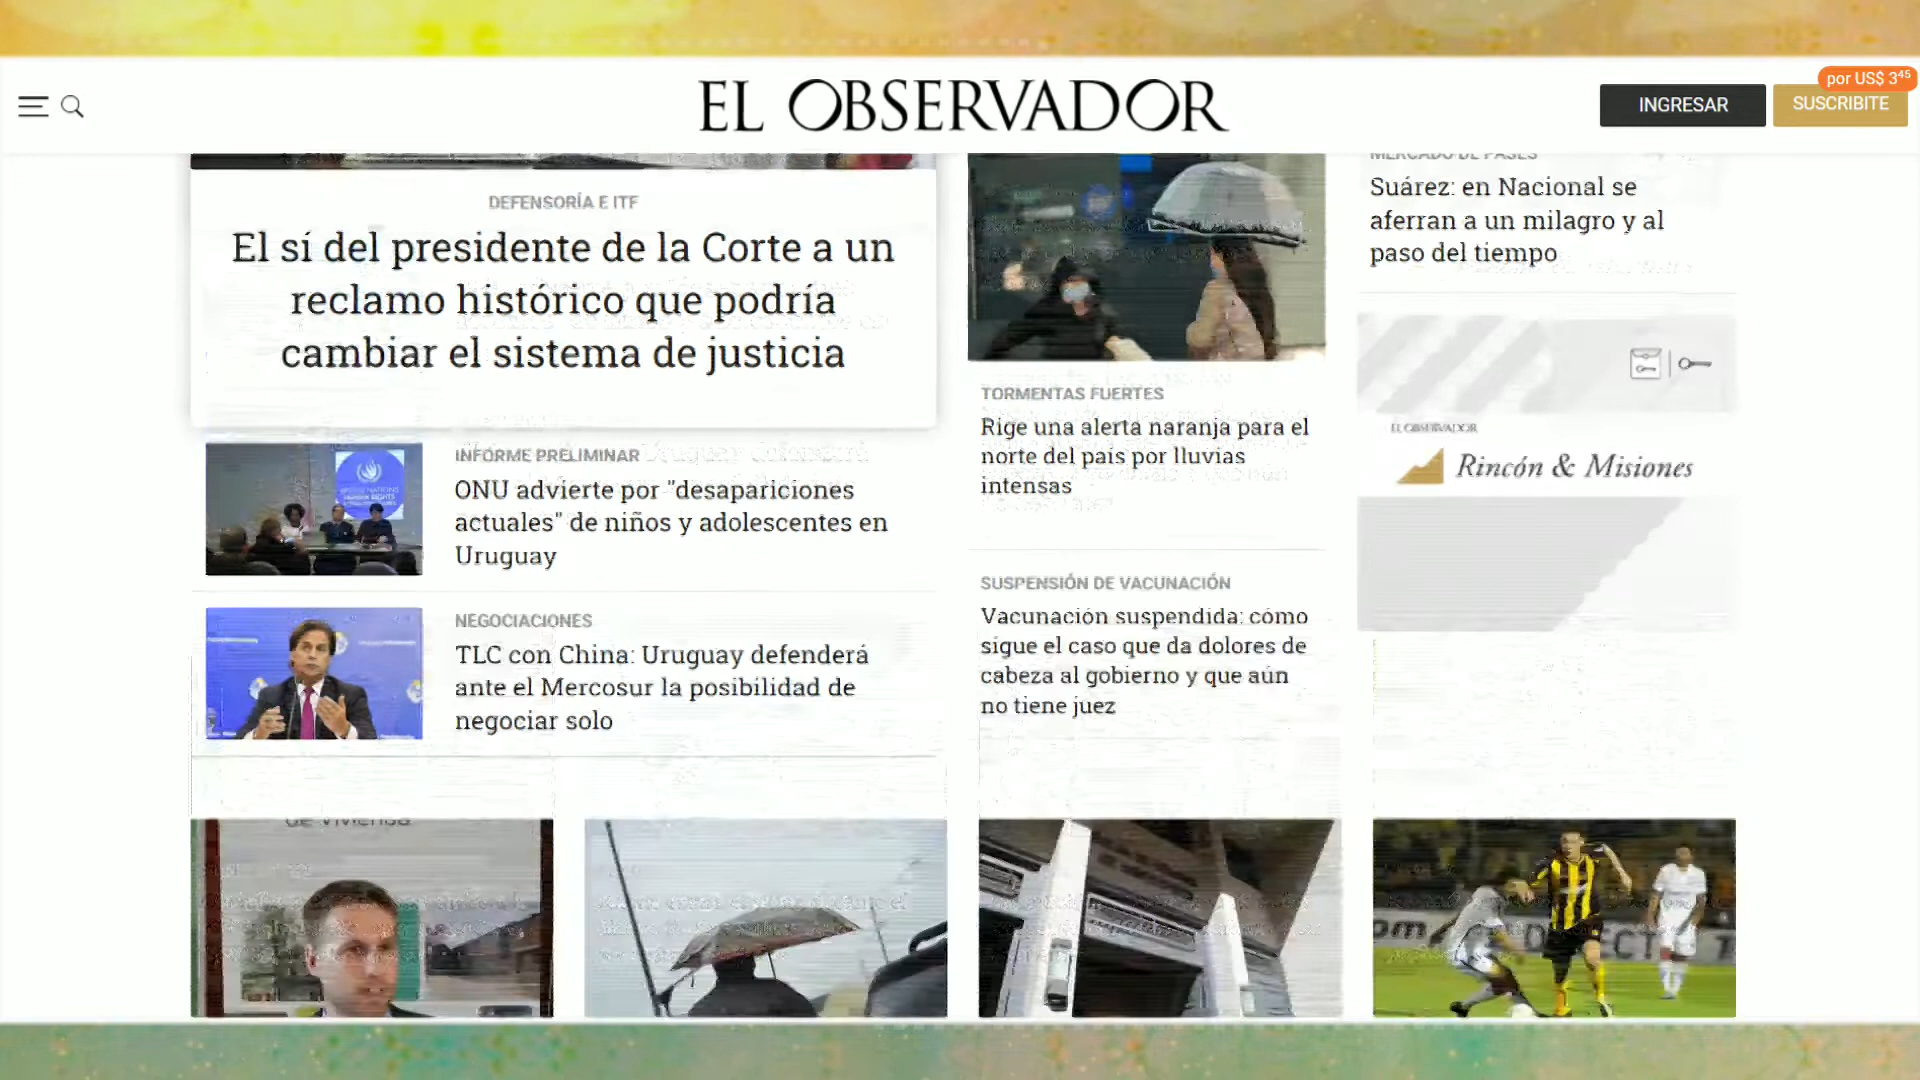 EL OBSERVADOR
INGRESAR
por US$ 3⁴⁵
SUSCRIBITE
DEFENSORÍA E ITF
El sí del presidente de la Corte a un
reclamo histórico que podría
cambiar el sistema de justicia
INFORME PRELIMINAR
ONU advierte por "desapariciones
actuales" de niños y adolescentes en
Uruguay
NEGOCIACIONES
TLC con China: Uruguay defenderá
ante el Mercosur la posibilidad de
negociar solo
TORMENTAS FUERTES
Rige una alerta naranja para el
norte del país por lluvias
intensas
SUSPENSIÓN DE VACUNACIÓN
Vacunación suspendida: cómo
sigue el caso que da dolores de
cabeza al gobierno y que aún
no tiene juez
MERCADO DE PASES
Suárez: en Nacional se
aferran a un milagro y al
paso del tiempo
EL OBSERVADOR
Rincón & Misiones
de Vivienda